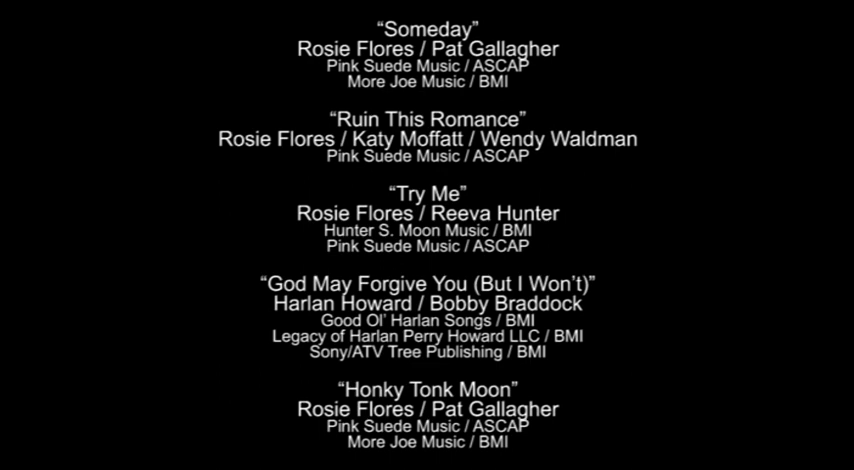 “Someday”
Rosie Flores / Pat Gallagher
Pink Suede Music / ASCAP
More Joe Music / BMI
“Ruin This Romance”
Rosie Flores / Katy Moffatt / Wendy Waldman
Pink Suede Music / ASCAP
“Try Me”
Rosie Flores / Reeva Hunter
Hunter S. Moon Music / BMI
Pink Suede Music / ASCAP
“God May Forgive You (But I Won’t)”
Harlan Howard / Bobby Braddock
Good Ol’ Harlan Songs / BMI
Legacy of Harlan Perry Howard LLC / BMI
Sony/ATV Tree Publishing / BMI
“Honky Tonk Moon”
Rosie Flores / Pat Gallagher
Pink Suede Music / ASCAP
More Joe Music / BMI